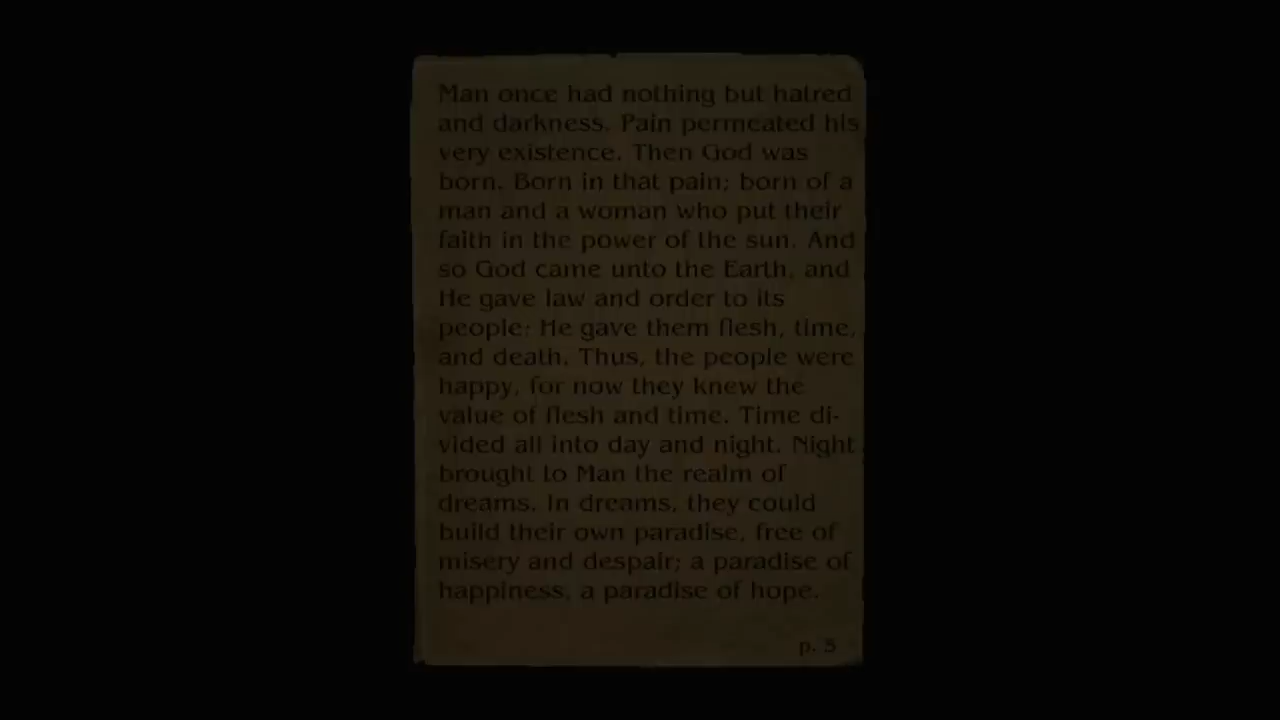 Man once had nothing but hatred
and darkness. Pain permeated his
very existence. Then God was
born. Born in that pain; born of a
man and a woman who put their
faith in the power of the sun. And
so God came unto the Earth, and
He gave law and order to its
people; He gave them flesh, time,
and death. Thus, the people were
happy, for now they knew the
value of flesh and time. Time di-
vided all into day and night. Night
brought to Man the realm of
dreams. In dreams, they could
build their own paradise, free of
misery and despair; a paradise of
happiness, a paradise of hope.
p. 5